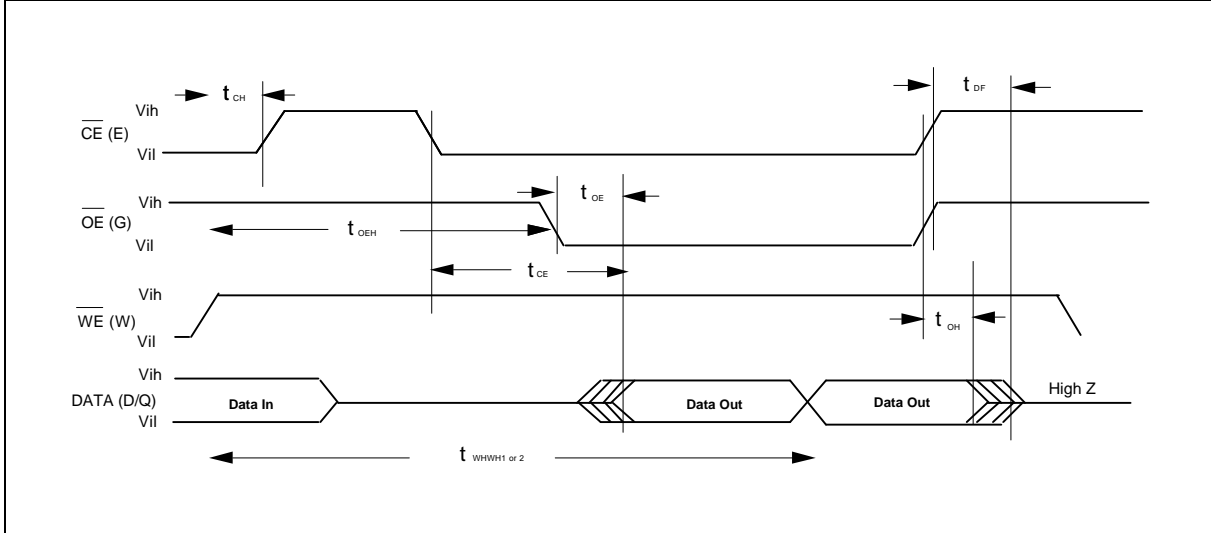 t CH
t DF
Vih
CE (E)
Vil
t OE
Vih
OE (G)
t OEH
Vil
t CE
Vih
WE (W)
t OH
Vil
Vih
DATA (D/Q)
Data In
Data Out
Data Out
High Z
Vil
t WHWH1 or 2